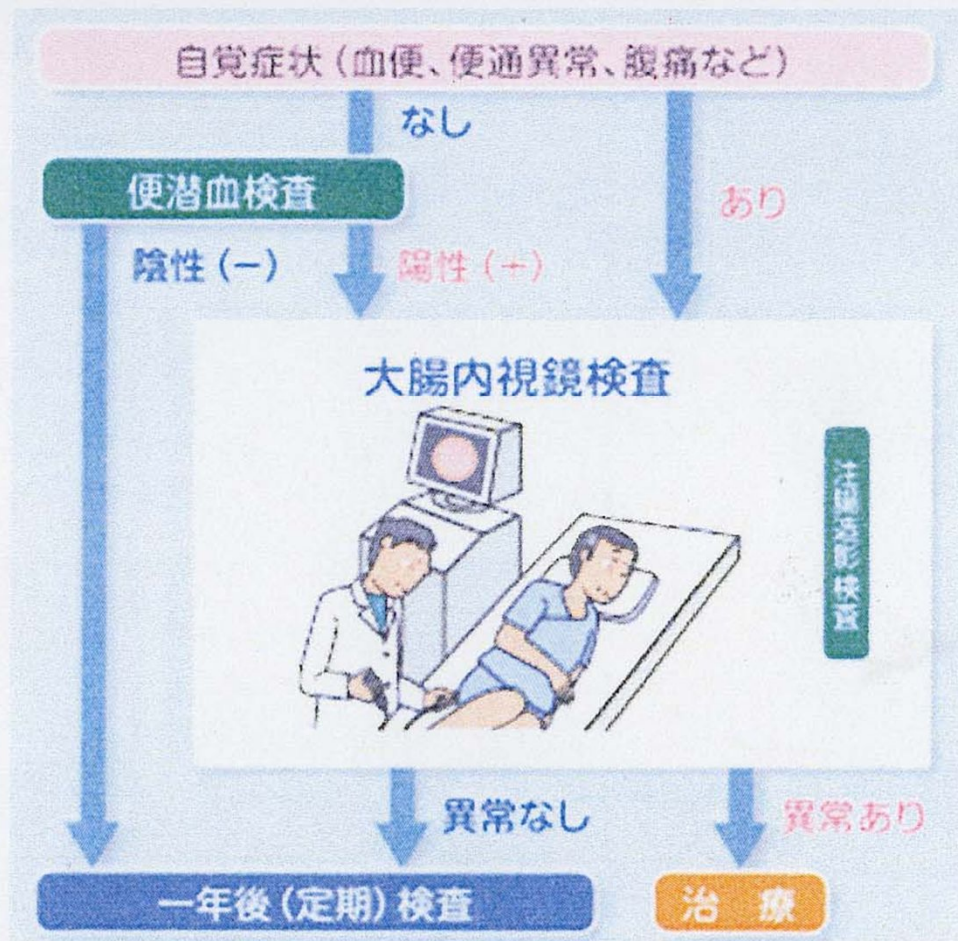 自覚症状（血便、便通異常、腹痛など）
なし
あり
便潜血検査
陰性（－）
陽性（＋）
大腸内視鏡検査
注腸造影検査
異常なし
異常あり
一年後（定期）検査
治 療